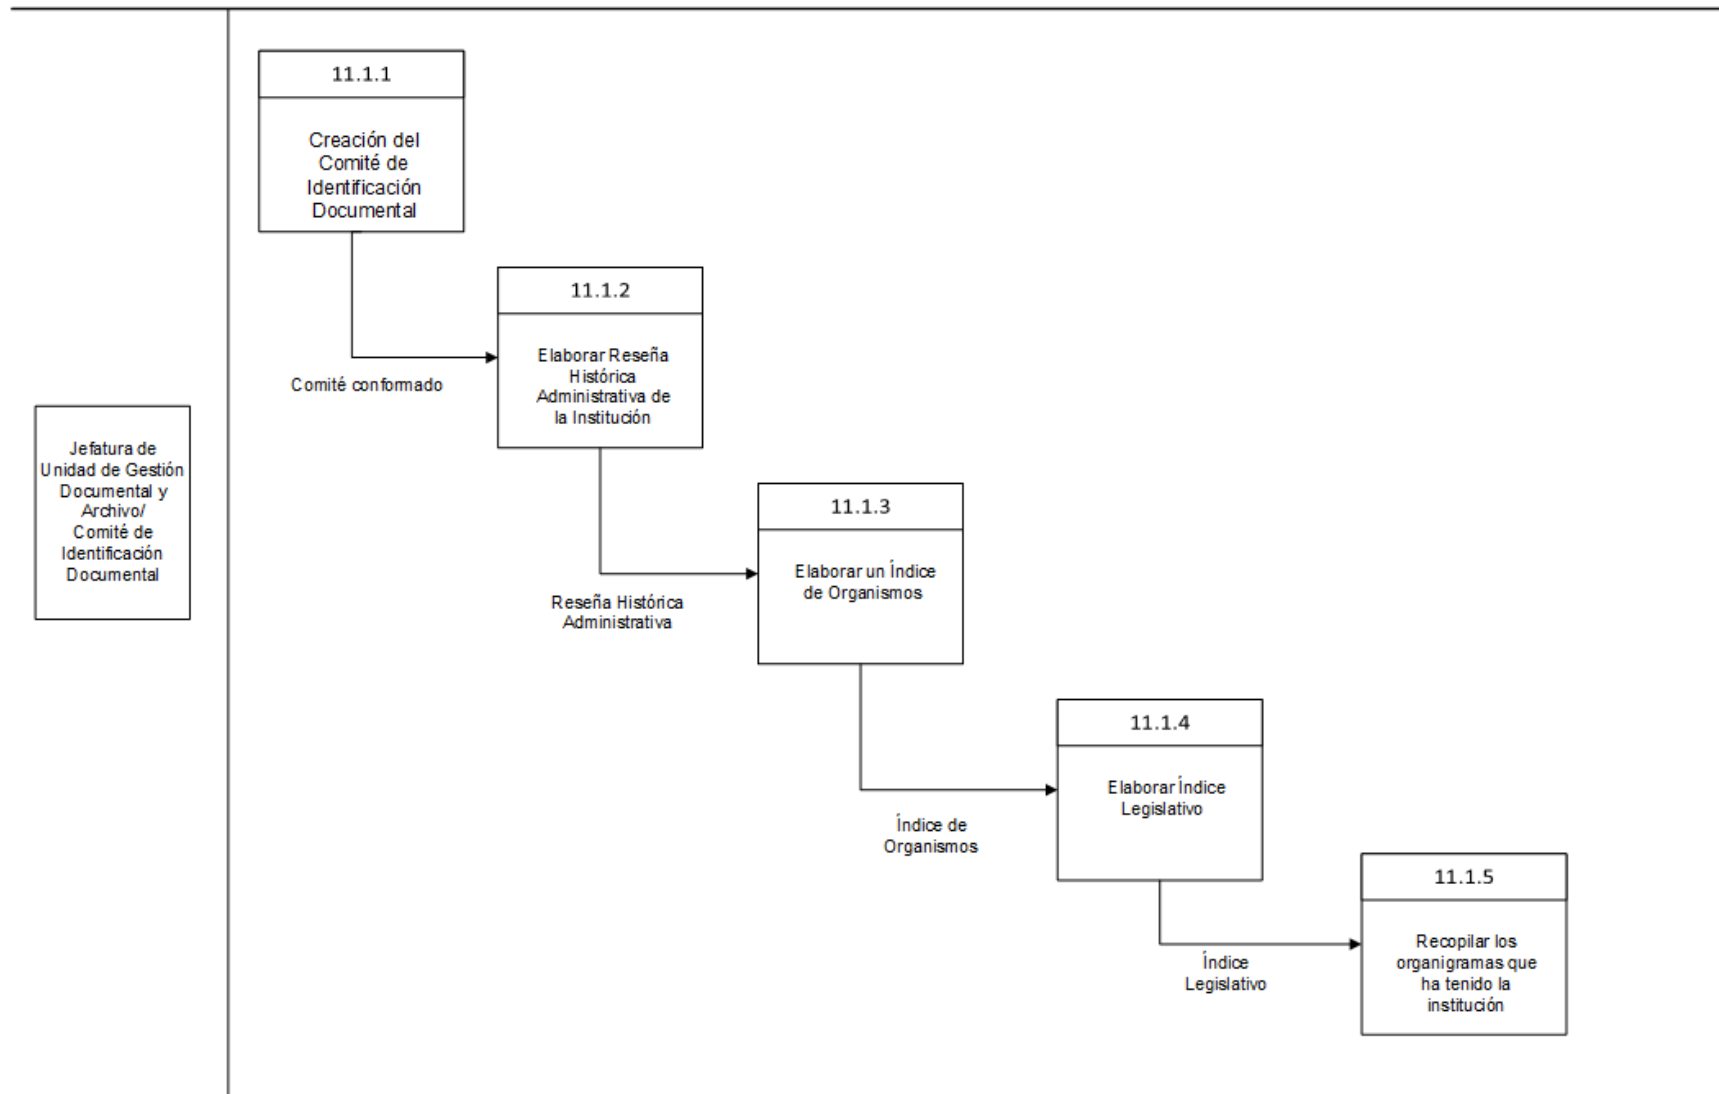 11.1.1
Creación del
Comité de
Identificación
Documental
11.1.2
Elaborar Reseña
Histórica
Administrativa de
la Institución
Comité conformado
Jefatura de
Unidad de Gestión
Documental y
Archivo/
Comité de
Identificación
Documental
11.1.3
Elaborar un Índice
de Organismos
Reseña Histórica
Administrativa
11.1.4
Elaborar Índice
Legislativo
Índice de
Organismos
11.1.5
Recopilar los
organigramas que
ha tenido la
institución
Índice
Legislativo